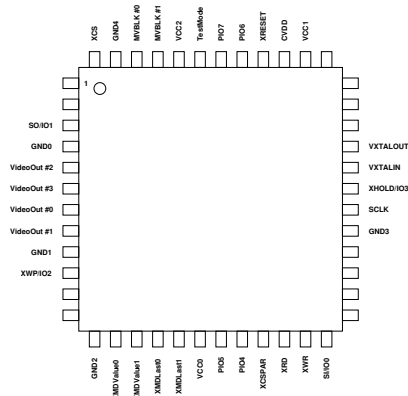 XCS
GND4
MVBLK #0
MVBLK #1
VCC2
TestMode
PIO7
PIO6
XRESET
CVDD
VCC1
1
SO/IO1
GND0
VideoOut #2
VideoOut #3
VideoOut #0
VideoOut #1
GND1
XWP/IO2
VXTALOUT
VXTALIN
XHOLD/IO3
SCLK
GND3
GND2
XMDValue0
XMDValue1
XMDLast0
XMDLast1
VCC0
PIO5
PIO4
XCSPAR
XRD
XWR
SI/IO0